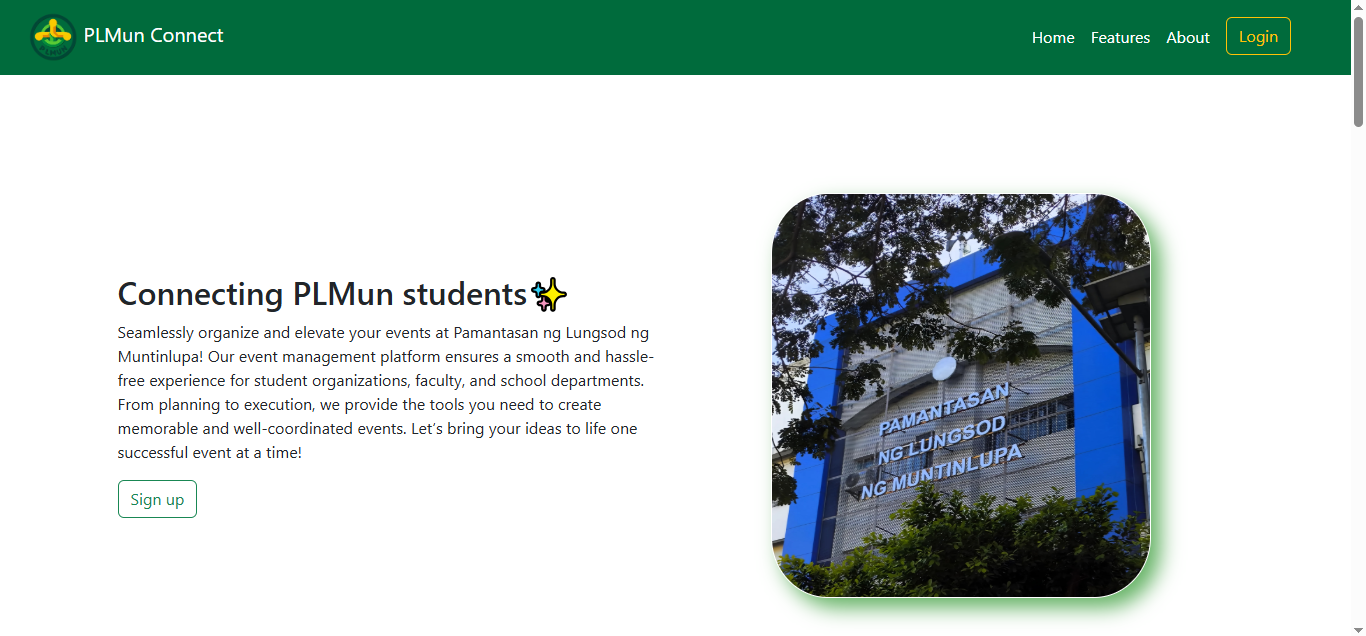 PLMun Connect
Home
Features
About
Login
Connecting PLMun students
Seamlessly organize and elevate your events at Pamantasan ng Lungsod ng
Muntinlupa! Our event management platform ensures a smooth and hassle-
free experience for student organizations, faculty, and school departments.
From planning to execution, we provide the tools you need to create
memorable and well-coordinated events. Let’s bring your ideas to life one
successful event at a time!
Sign up
PAMANTASAN
NG LUNGSOD
NG MUNTINLUPA